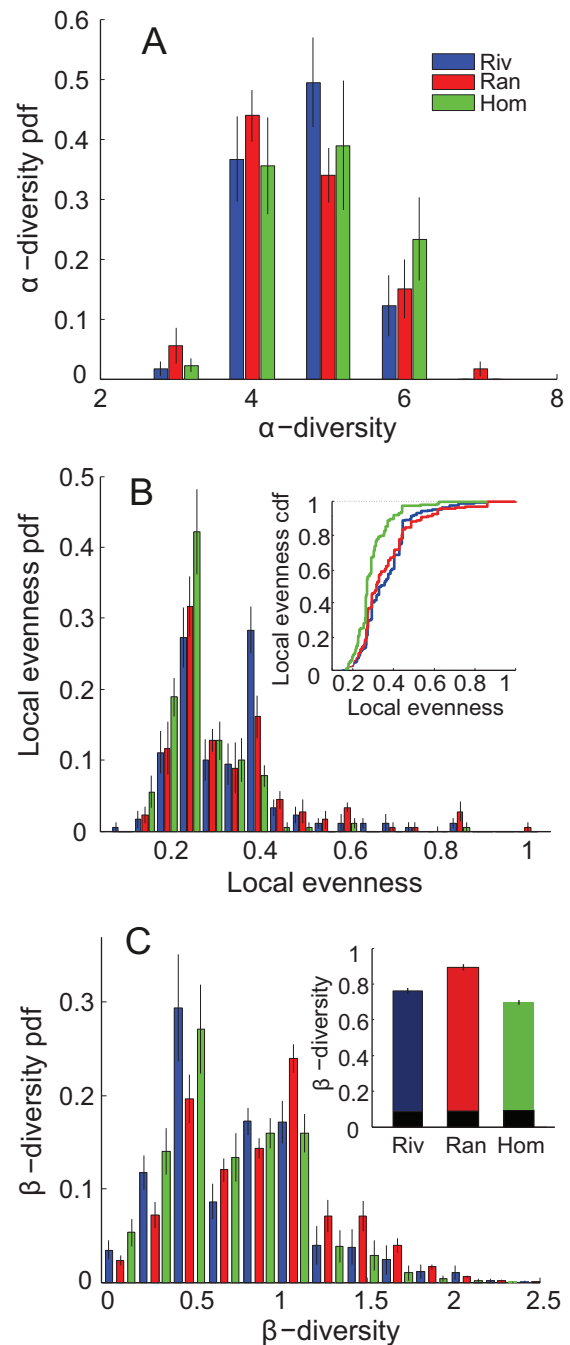 A
Riv
Ran
Hom
α−diversity pdf
0.6
0.5
0.4
0.3
0.2
0.1
0
2 4 6 8
α−diversity
B
Local evenness pdf
0.5
0.4
0.3
0.2
0.1
0
0.2 0.4 0.6 0.8 1
Local evenness
Local evenness cdf
1
0.8
0.6
0.4
0.2
0
0.2 0.4 0.6 0.8 1
Local evenness
C
β−diversity pdf
0.3
0.2
0.1
0
0 0.5 1 1.5 2 2.5
β−diversity
β−diversity
1
0.8
0.6
0.4
0.2
0
Riv Ran Hom